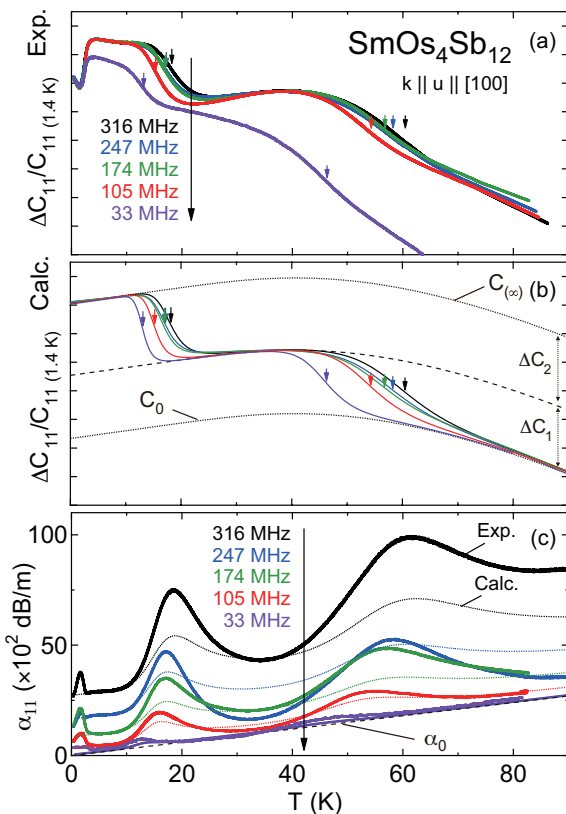 SmOs4Sb12
(a)
k || u || [100]
Exp.
ΔC11/C11 (1.4 K)
316 MHz
247 MHz
174 MHz
105 MHz
33 MHz
Calc.
ΔC11/C11 (1.4 K)
C(∞)
(b)
ΔC2
C0
ΔC1
100
316 MHz
247 MHz
174 MHz
105 MHz
33 MHz
Exp.
(c)
Calc.
50
α11 (×10² dB/m)
α0
0
0 20 40 60 80
T (K)